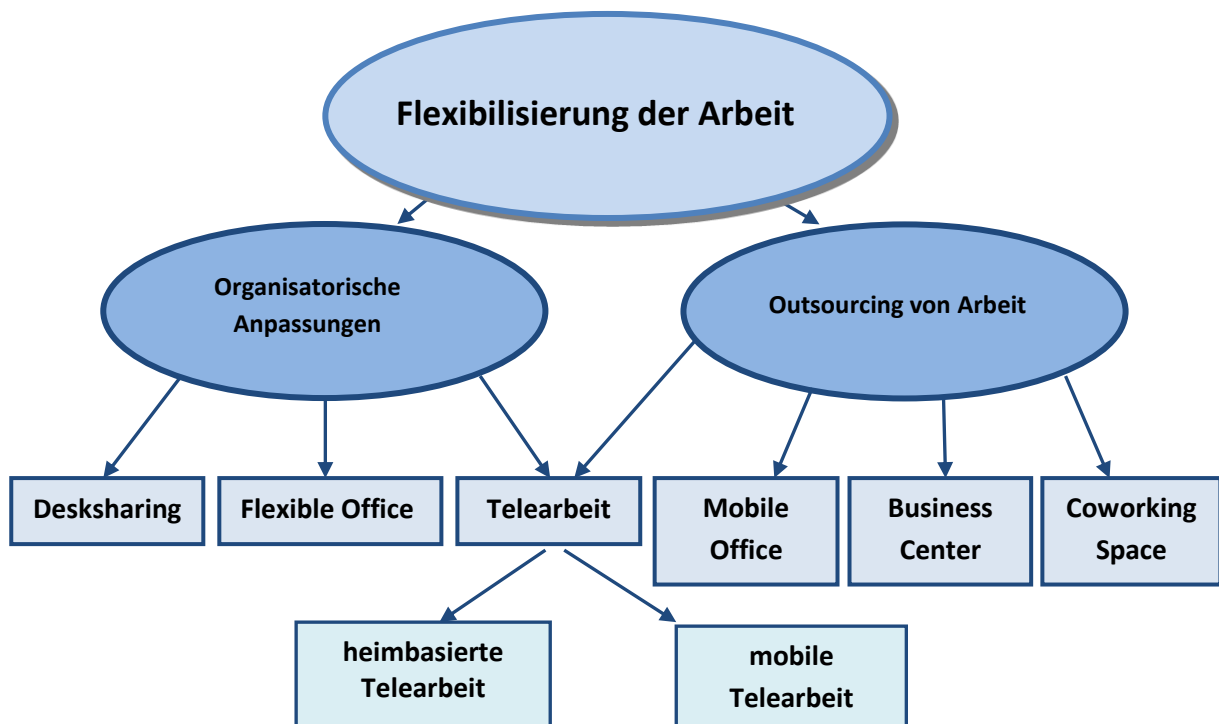 Flexibilisierung der Arbeit
Organisatorische
Anpassungen
Outsourcing von Arbeit
Desksharing
Flexible Office
Telearbeit
Mobile
Office
Business
Center
Coworking
Space
heimbasierte
Telearbeit
mobile
Telearbeit